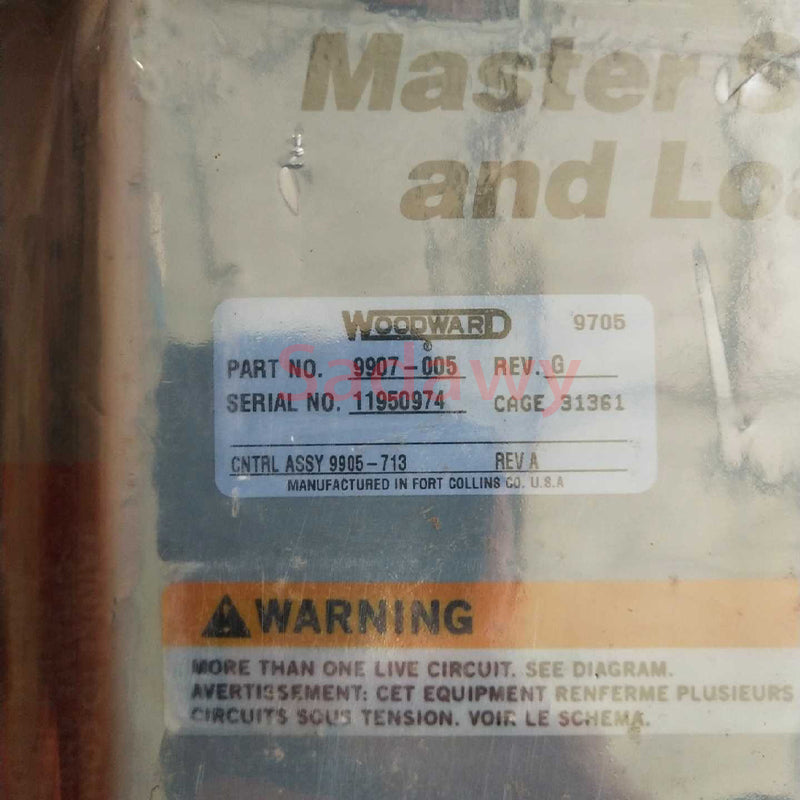 Master S
and Loa
WOODWARD 9705
®
PART NO. 9907-005 REV. G
Sadawy
SERIAL NO. 11950974 CAGE 31361
CNTRL ASSY 9905-713 REV A
MANUFACTURED IN FORT COLLINS CO. U.S.A
WARNING
MORE THAN ONE LIVE CIRCUIT. SEE DIAGRAM.
AVERTISSEMENT: CET EQUIPMENT RENFERME PLUSIEURS
CIRCUITS SOUS TENSION. VOIR LE SCHEMA.